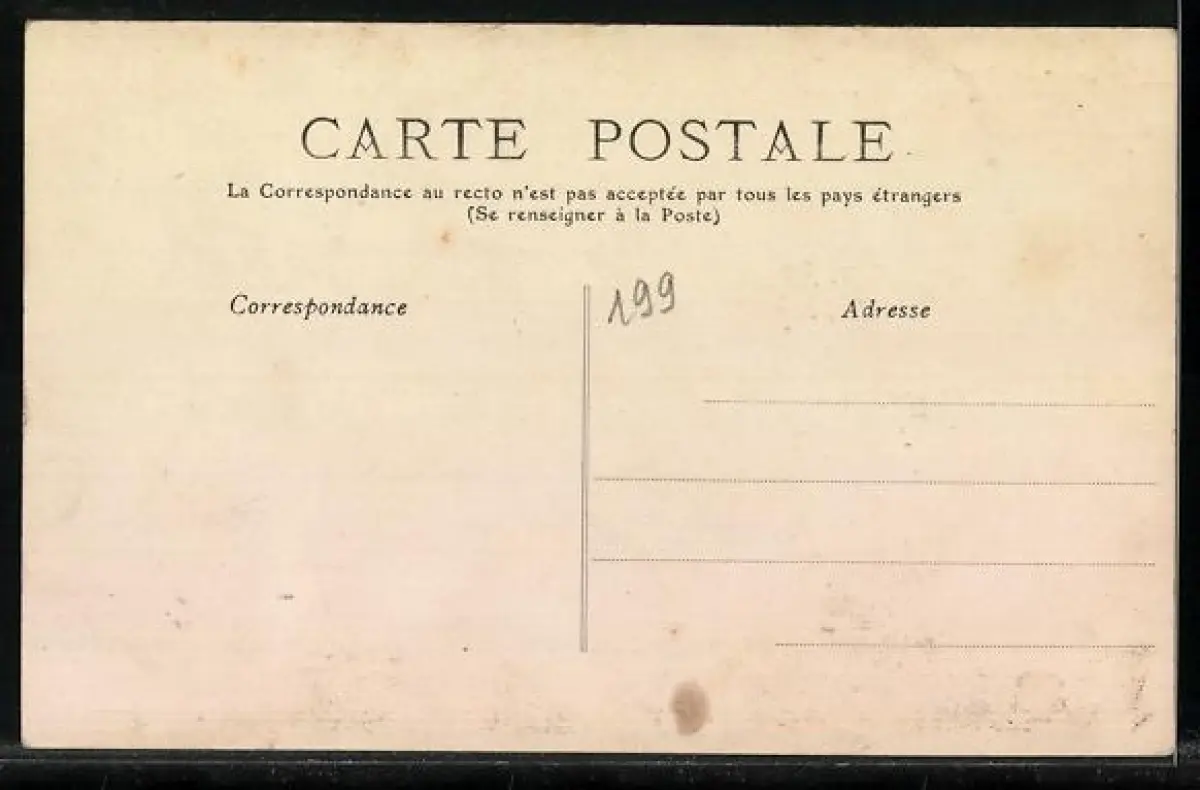 CARTE POSTALE
La Correspondance au recto n'est pas acceptée par tous les pays étrangers
(Se renseigner à la Poste)
Correspondance
199
Adresse